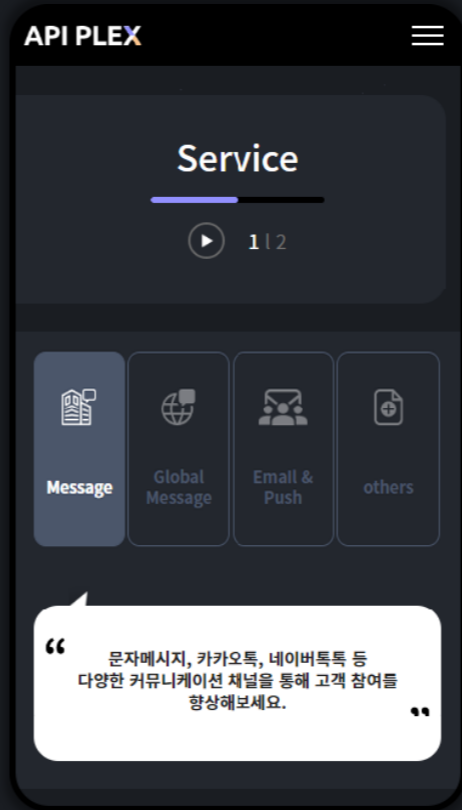 API PLEX
Service
1 | 2
Message
Global
Message
Email &
Push
others
“
문자메시지, 카카오톡, 네이버톡톡 등
다양한 커뮤니케이션 채널을 통해 고객 참여를
향상해보세요.
”